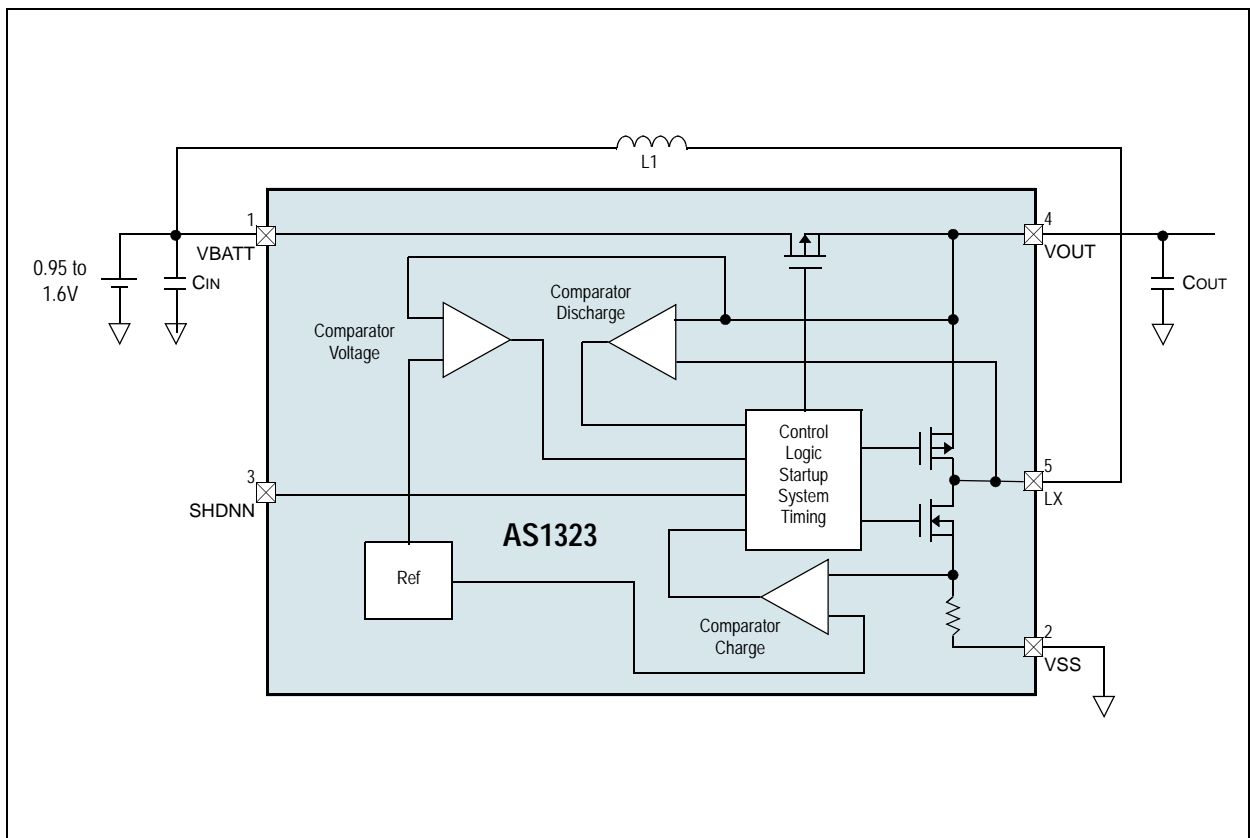 L1
1
VBATT
4
VOUT
0.95 to
1.6V
CIN
COUT
Comparator
Discharge
Comparator
Voltage
Control
Logic
Startup
System
Timing
5
LX
3
SHDNN
AS1323
Ref
Comparator
Charge
2
VSS